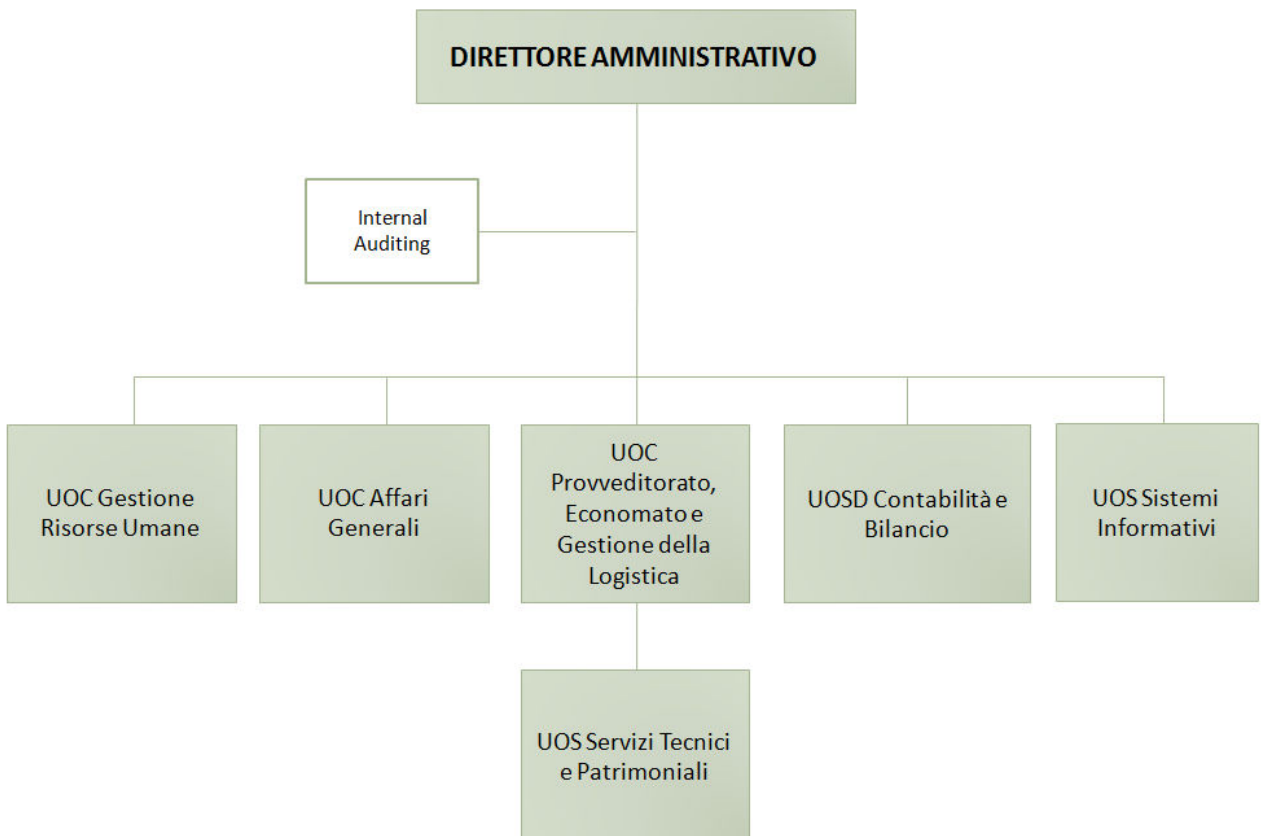 DIRETTORE AMMINISTRATIVO
Internal
Auditing
UOC Gestione
Risorse Umane
UOC Affari
Generali
UOC
Provveditorato,
Economato e
Gestione della
Logistica
UOSD Contabilità e
Bilancio
UOS Sistemi
Informativi
UOS Servizi Tecnici
e Patrimoniali